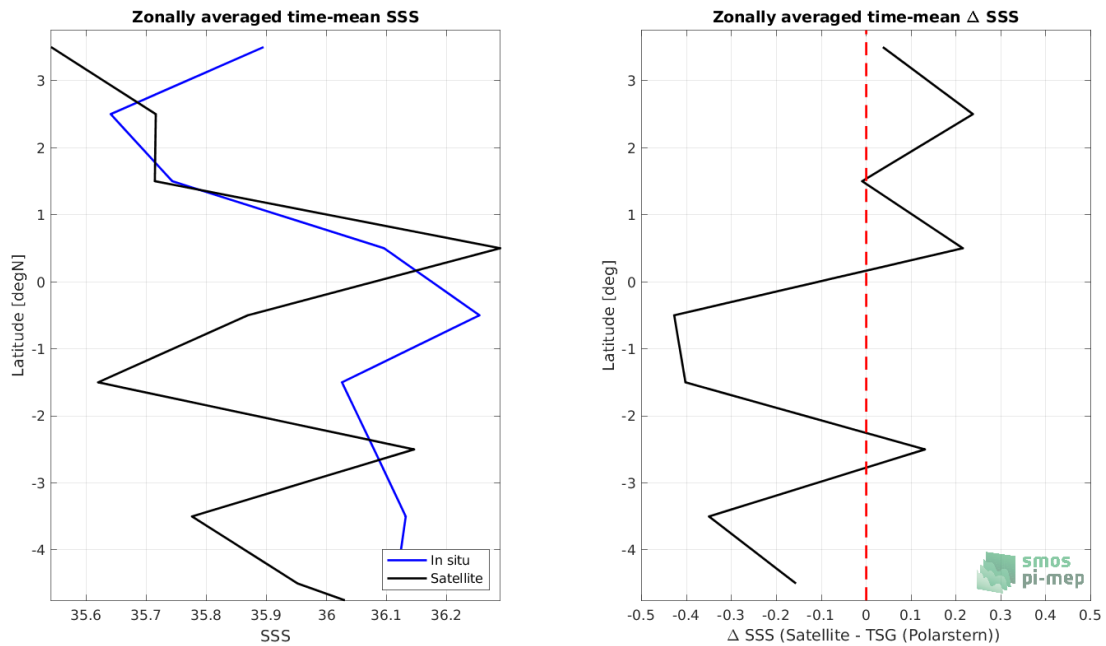 Zonally averaged time-mean SSS
3
2
1
0
-1
-2
-3
-4
Latitude [degN]
35.6 35.7 35.8 35.9 36 36.1 36.2
SSS
In situ
Satellite
Zonally averaged time-mean Δ SSS
3
2
1
0
-1
-2
-3
-4
Latitude [deg]
-0.5 -0.4 -0.3 -0.2 -0.1 0 0.1 0.2 0.3 0.4 0.5
Δ SSS (Satellite - TSG (Polarstern))
smos
pi-mep